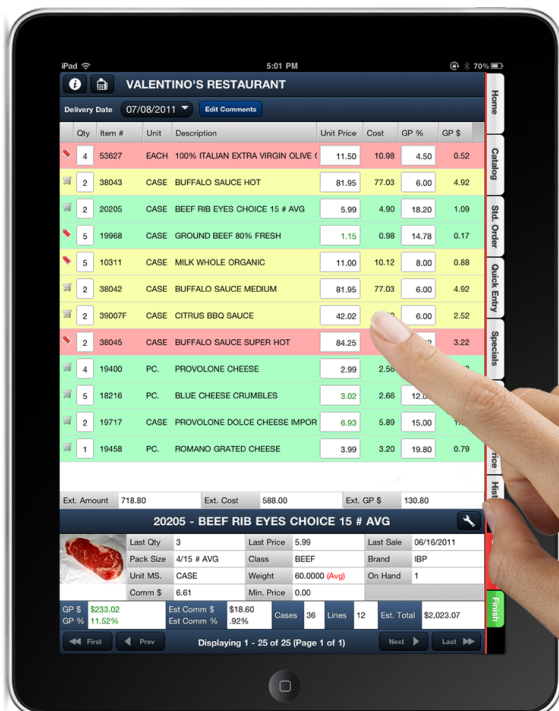 iPad 5:01 PM 70%
VALENTINO'S RESTAURANT
Delivery Date 07/08/2011 Edit Comments
Qty Item # Unit Description Unit Price Cost GP % GP $
4 53627 EACH 100% ITALIAN EXTRA VIRGIN OLIVE ( 11.50 10.98 4.50 0.52
2 38043 CASE BUFFALO SAUCE HOT 81.95 77.03 6.00 4.92
2 20205 CASE BEEF RIB EYES CHOICE 15 # AVG 5.99 4.90 18.20 1.09
5 19968 CASE GROUND BEEF 80% FRESH 1.15 0.98 14.78 0.17
5 10311 CASE MILK WHOLE ORGANIC 11.00 10.12 8.00 0.88
2 38042 CASE BUFFALO SAUCE MEDIUM 81.95 77.03 6.00 4.92
2 39007F CASE CITRUS BBQ SAUCE 42.02 6.00 2.52
2 38045 CASE BUFFALO SAUCE SUPER HOT 84.25 3.22
4 19400 PC. PROVOLONE CHEESE 2.99 2.56
5 18216 PC. BLUE CHEESE CRUMBLES 3.02 2.66
2 19717 CASE PROVOLONE DOLCE CHEESE IMPOR 6.93 5.89 15.00
1 19458 PC. ROMANO GRATED CHEESE 3.99 3.20 19.80 0.79
Ext. Amount 718.80 Ext. Cost 588.00 Ext. GP $ 130.80
20205 - BEEF RIB EYES CHOICE 15 # AVG
Last Qty 3 Last Price 5.99 Last Sale 06/16/2011
Pack Size 4/15 # AVG Class BEEF Brand IBP
Unit MS. CASE Weight 60.0000 (Avg) On Hand 1
Comm $ 6.61 Min. Price 0.00
GP $ $233.02 Est Comm $ $18.60 Cases 36 Lines 12 Est. Total $2,023.07
GP % 11.52% Est Comm % .92%
First Prev Displaying 1 - 25 of 25 (Page 1 of 1) Next Last
Home
Catalog
Std. Order
Quick Entry
Specials
Price
Hist
Finish